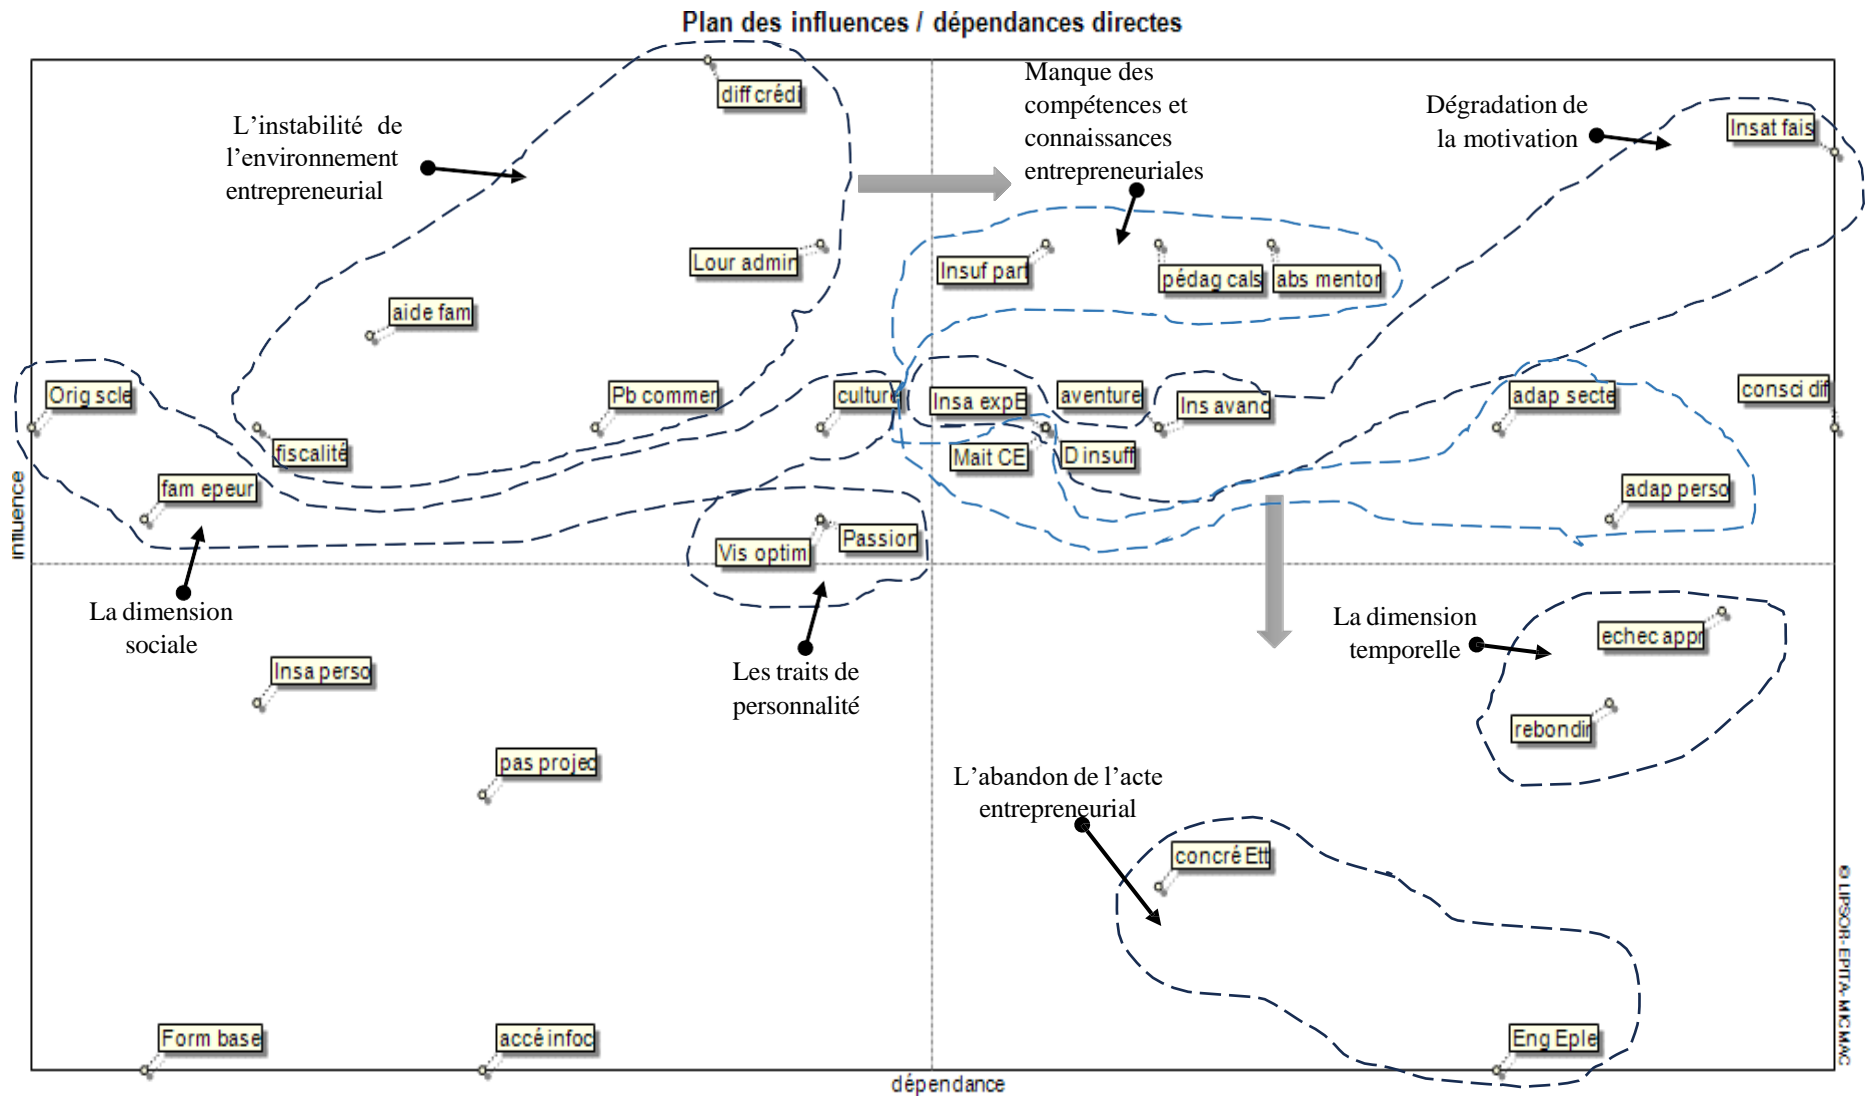 Plan des influences / dépendances directes
diff crédi
Manque des
compétences et
connaissances
entrepreneuriales
Dégradation de
la motivation
Insat fais
L’instabilité de
l’environnement
entrepreneurial
Lour admin
Insuf part
pédag cals
abs mentor
aide fam
Orig scle
Pb commer
culture
Insa expE
aventure
Ins avanc
adap secte
consci dif
fiscalité
Mait CE
D insuff
fam epeur
adap perso
influence
Vis optim
Passion
La dimension
sociale
Les traits de
personnalité
La dimension
temporelle
echec appr
rebondir
Insa perso
pas projec
L’abandon de l’acte
entrepreneurial
concré Ett
Form base
accé infoc
Eng Eple
dépendance
© LIPSOR-EPITA-MICMAC